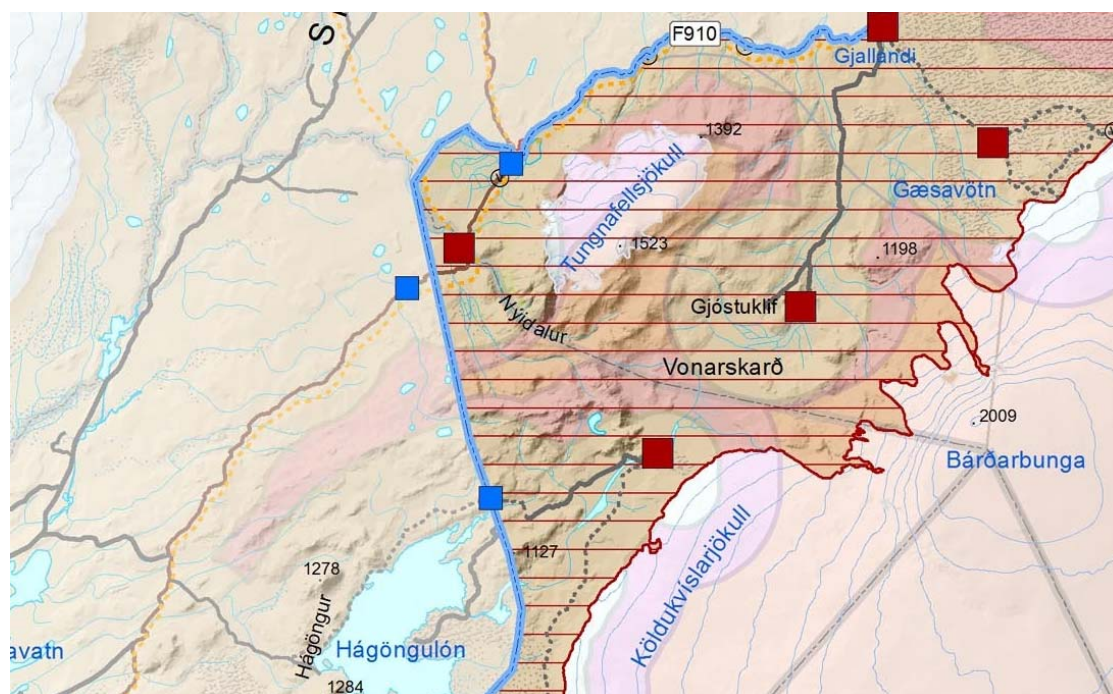 S
F910
Gjallandi
1392
Gæsavötn
Tungnafellsjökull
1523
1198
Nýidalur
Gjóstuklif
Vonarskarð
2009
Bárðarbunga
Köldukvíslarjökull
1127
1278
Hágöngur
Hágöngulón
avatn
1284